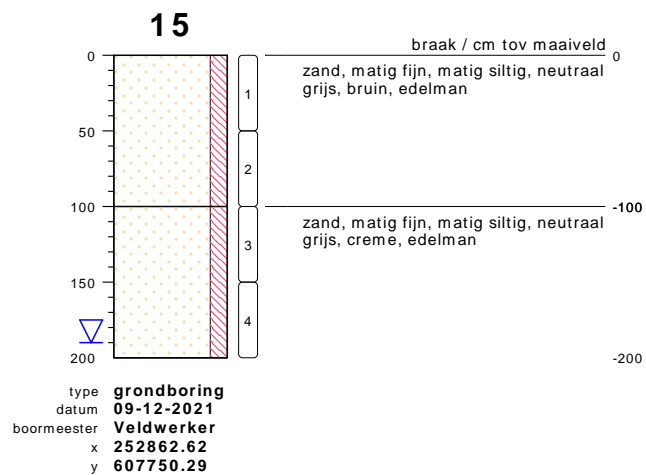 15
braak / cm tov maaiveld
0
0
zand, matig fijn, matig siltig, neutraal
grijs, bruin, edelman
1
50
2
100
-100
zand, matig fijn, matig siltig, neutraal
grijs, creme, edelman
3
150
4
200
-200
type grondboring
datum 09-12-2021
boormeester Veldwerker
x 252862.62
y 607750.29